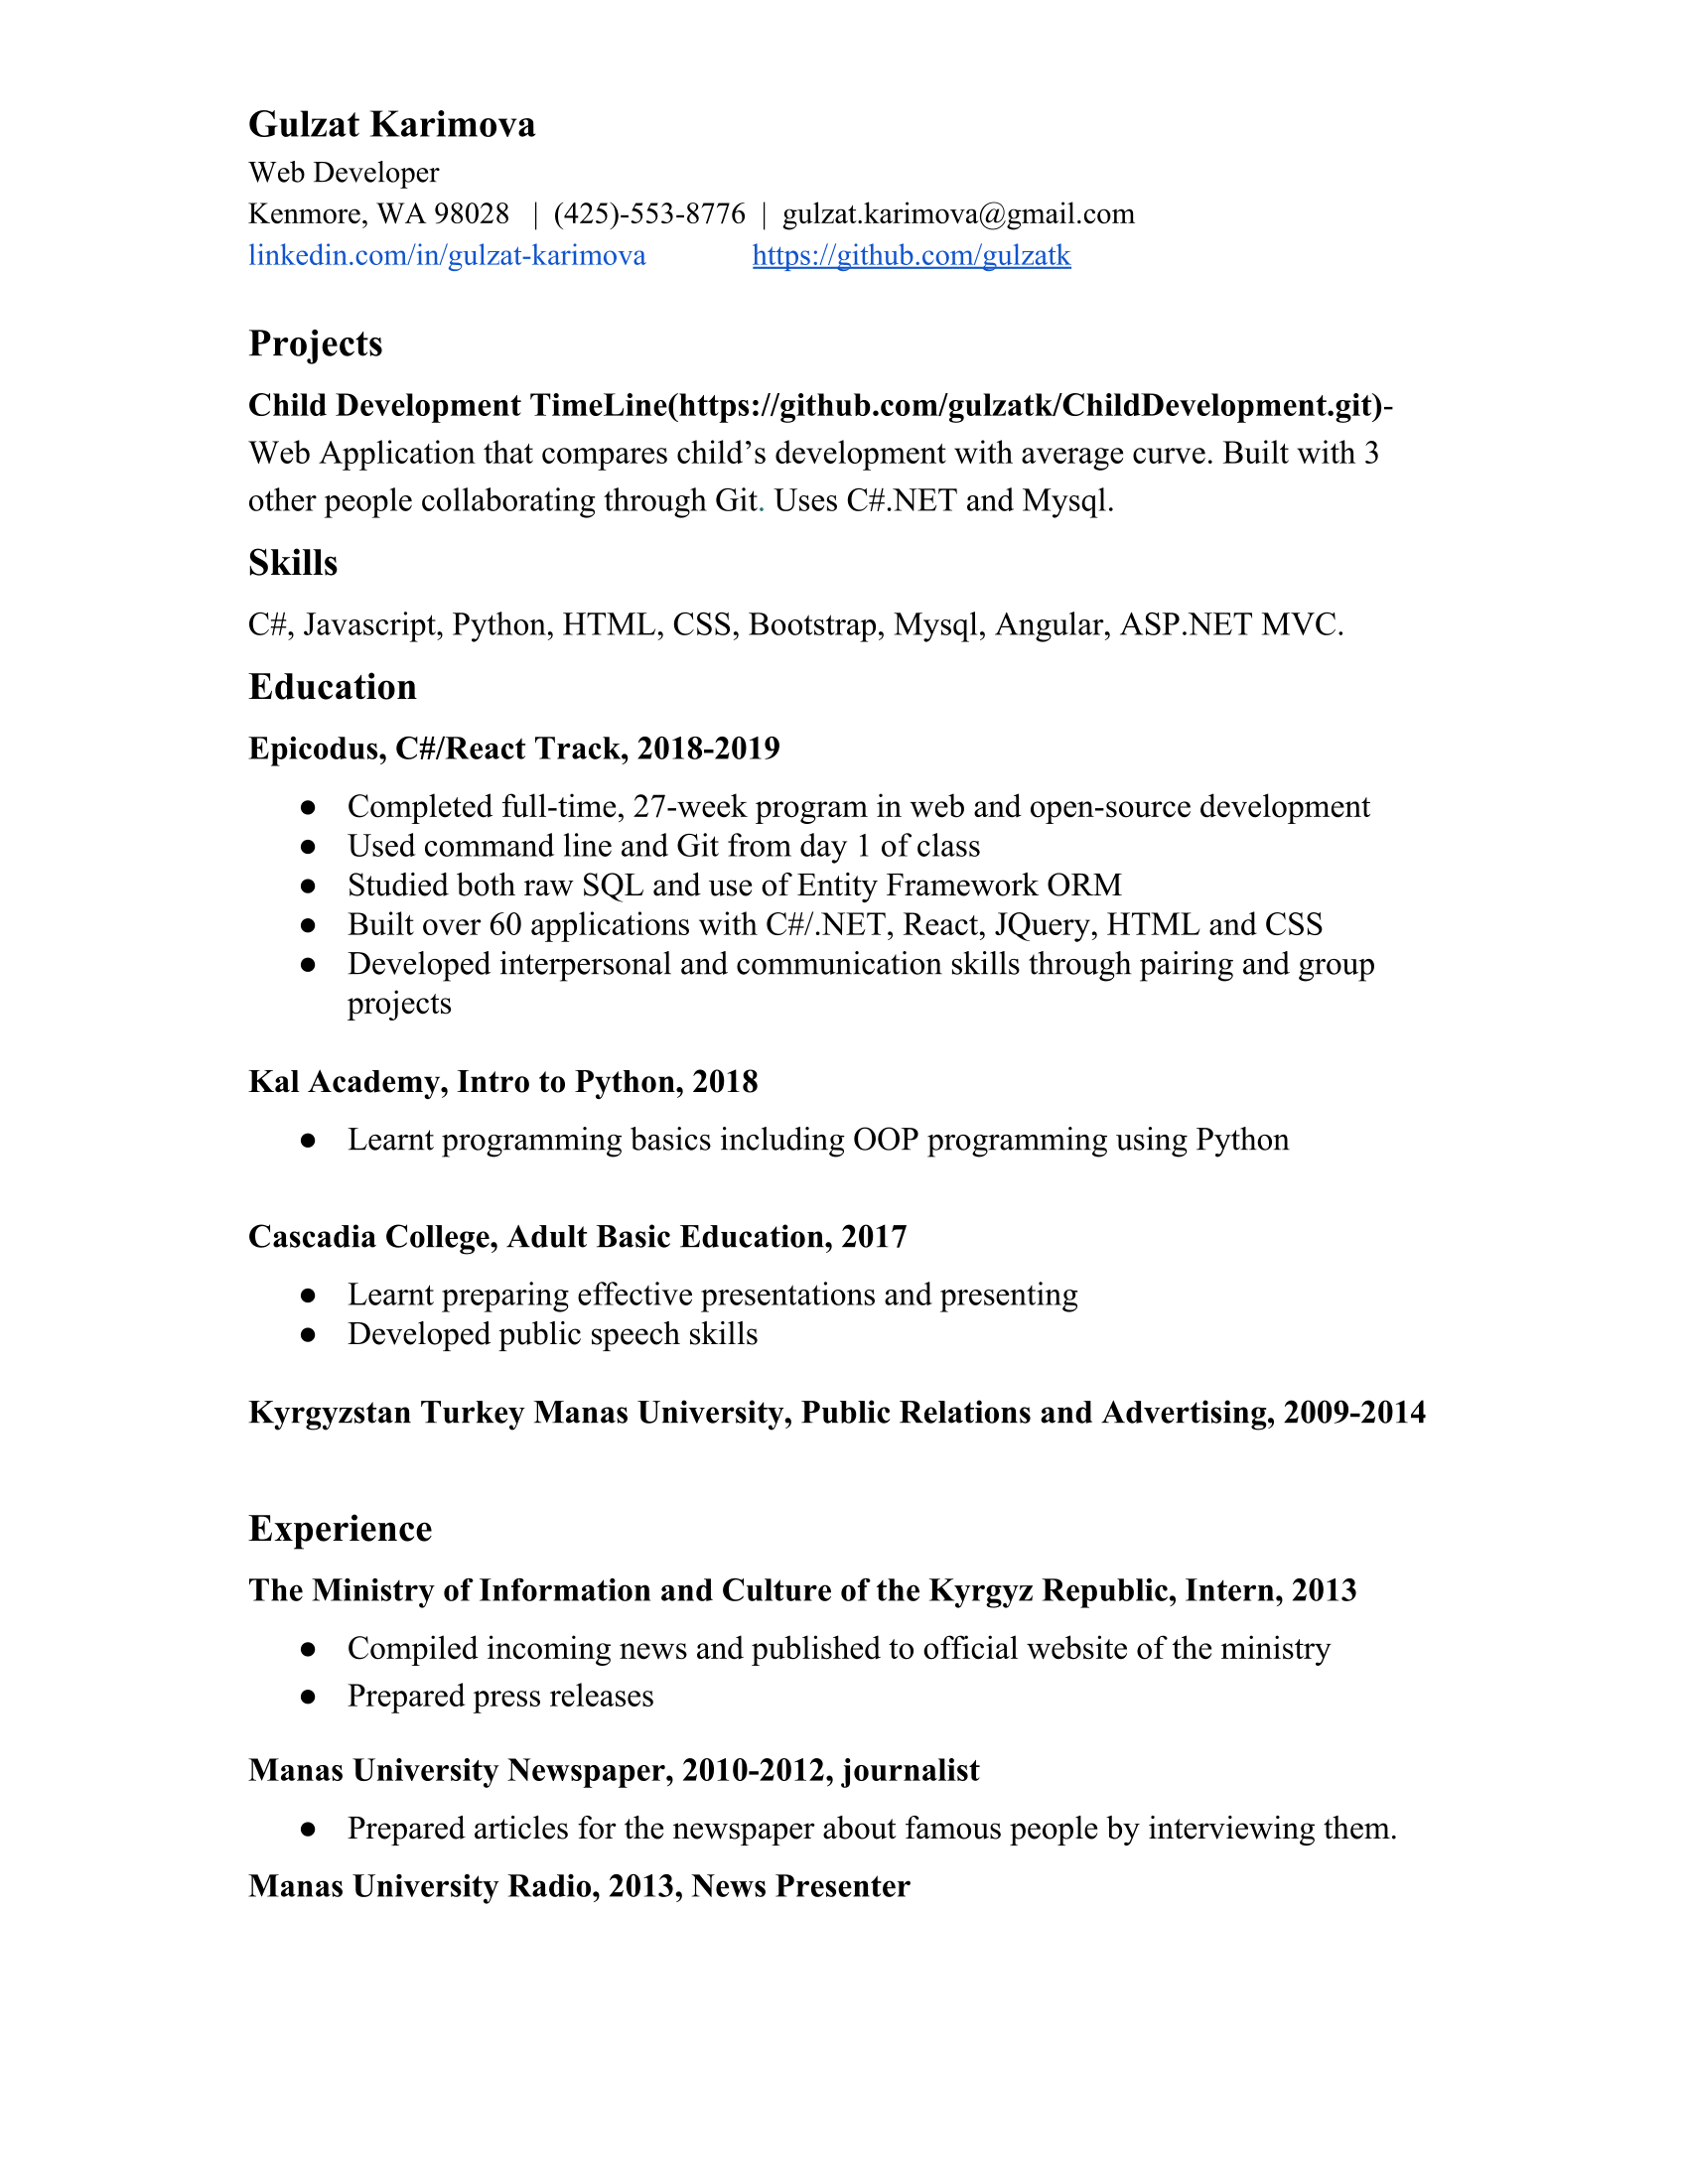 Gulzat Karimova
Web Developer
Kenmore, WA 98028 | (425)-553-8776 | gulzat.karimova@gmail.com
linkedin.com/in/gulzat-karimova https://github.com/gulzatk
Projects
Child Development TimeLine(https://github.com/gulzatk/ChildDevelopment.git)-
Web Application that compares child’s development with average curve. Built with 3
other people collaborating through Git. Uses C#.NET and Mysql.
Skills
C#, Javascript, Python, HTML, CSS, Bootstrap, Mysql, Angular, ASP.NET MVC.
Education
Epicodus, C#/React Track, 2018-2019
● Completed full-time, 27-week program in web and open-source development
● Used command line and Git from day 1 of class
● Studied both raw SQL and use of Entity Framework ORM
● Built over 60 applications with C#/.NET, React, JQuery, HTML and CSS
● Developed interpersonal and communication skills through pairing and group
projects
Kal Academy, Intro to Python, 2018
● Learnt programming basics including OOP programming using Python
Cascadia College, Adult Basic Education, 2017
● Learnt preparing effective presentations and presenting
● Developed public speech skills
Kyrgyzstan Turkey Manas University, Public Relations and Advertising, 2009-2014
Experience
The Ministry of Information and Culture of the Kyrgyz Republic, Intern, 2013
● Compiled incoming news and published to official website of the ministry
● Prepared press releases
Manas University Newspaper, 2010-2012, journalist
● Prepared articles for the newspaper about famous people by interviewing them.
Manas University Radio, 2013, News Presenter